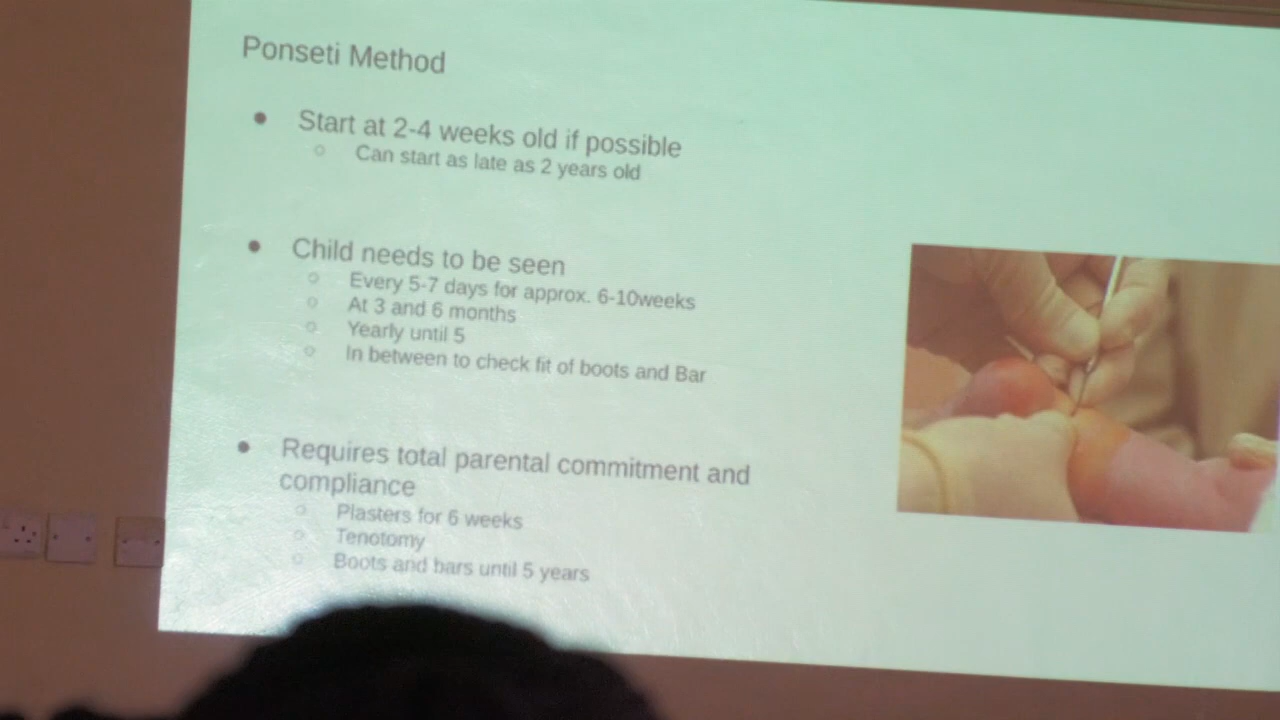 Ponseti Method
Start at 2-4 weeks old if possible
Can start as late as 2 years old
Child needs to be seen
Every 5-7 days for approx. 6-10weeks
At 3 and 6 months
Yearly until 5
In between to check fit of boots and Bar
Requires total parental commitment and
compliance
Plasters for 6 weeks
Tenotomy
Boots and bars until 5 years